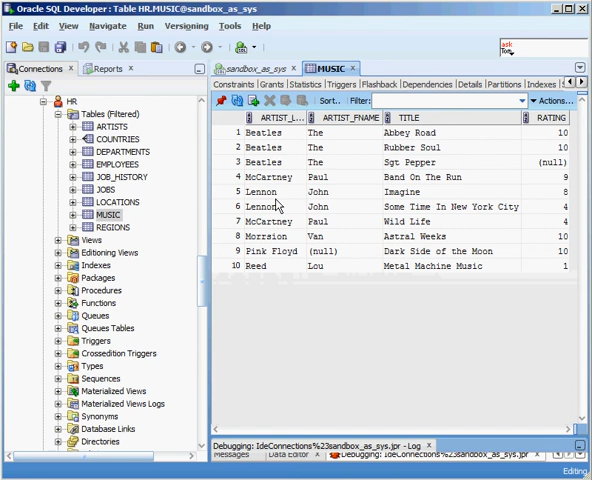 Oracle SQL Developer : Table HR.MUSIC@sandbox_as_sys
File Edit View Navigate Run Versioning Tools Help
ask
Tom
Connections Reports
sandbox_as_sys MUSIC
Constraints Grants Statistics Triggers Flashback Dependencies Details Partitions Indexes
Sort.. Filter: Actions...
ARTIST_L... ARTIST_FNAME TITLE RATING
1 Beatles The Abbey Road 10
2 Beatles The Rubber Soul 10
3 Beatles The Sgt Pepper (null)
4 McCartney Paul Band On The Run 9
5 Lennon John Imagine 8
6 Lennon John Some Time In New York City 4
7 McCartney Paul Wild Life 4
8 Morrsion Van Astral Weeks 10
9 Pink Floyd (null) Dark Side of the Moon 10
10 Reed Lou Metal Machine Music 1
HR
Tables (Filtered)
ARTISTS
COUNTRIES
DEPARTMENTS
EMPLOYEES
JOB_HISTORY
JOBS
LOCATIONS
MUSIC
REGIONS
Views
Editioning Views
Indexes
Packages
Procedures
Functions
Queues
Queues Tables
Triggers
Crossedition Triggers
Types
Sequences
Materialized Views
Materialized Views Logs
Synonyms
Database Links
Directories
Debugging: IdeConnections%23sandbox_as_sys.jpr - Log
Messages Data Editor Debugging: IdeConnections%23sandbox_as_sys.jpr
Editing